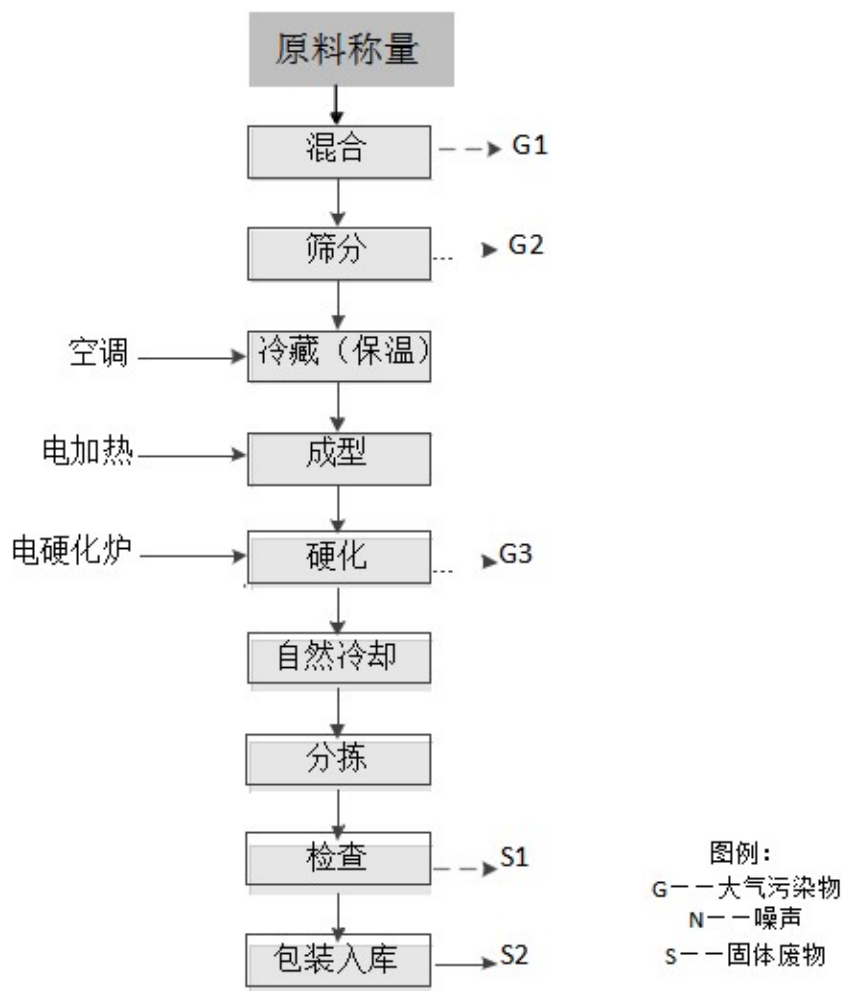 原料称量
混合
G1
筛分
G2
空调
冷藏（保温）
电加热
成型
电硬化炉
硬化
G3
自然冷却
分拣
检查
S1
包装入库
S2
图例：
G——大气污染物
N——噪声
S——固体废物